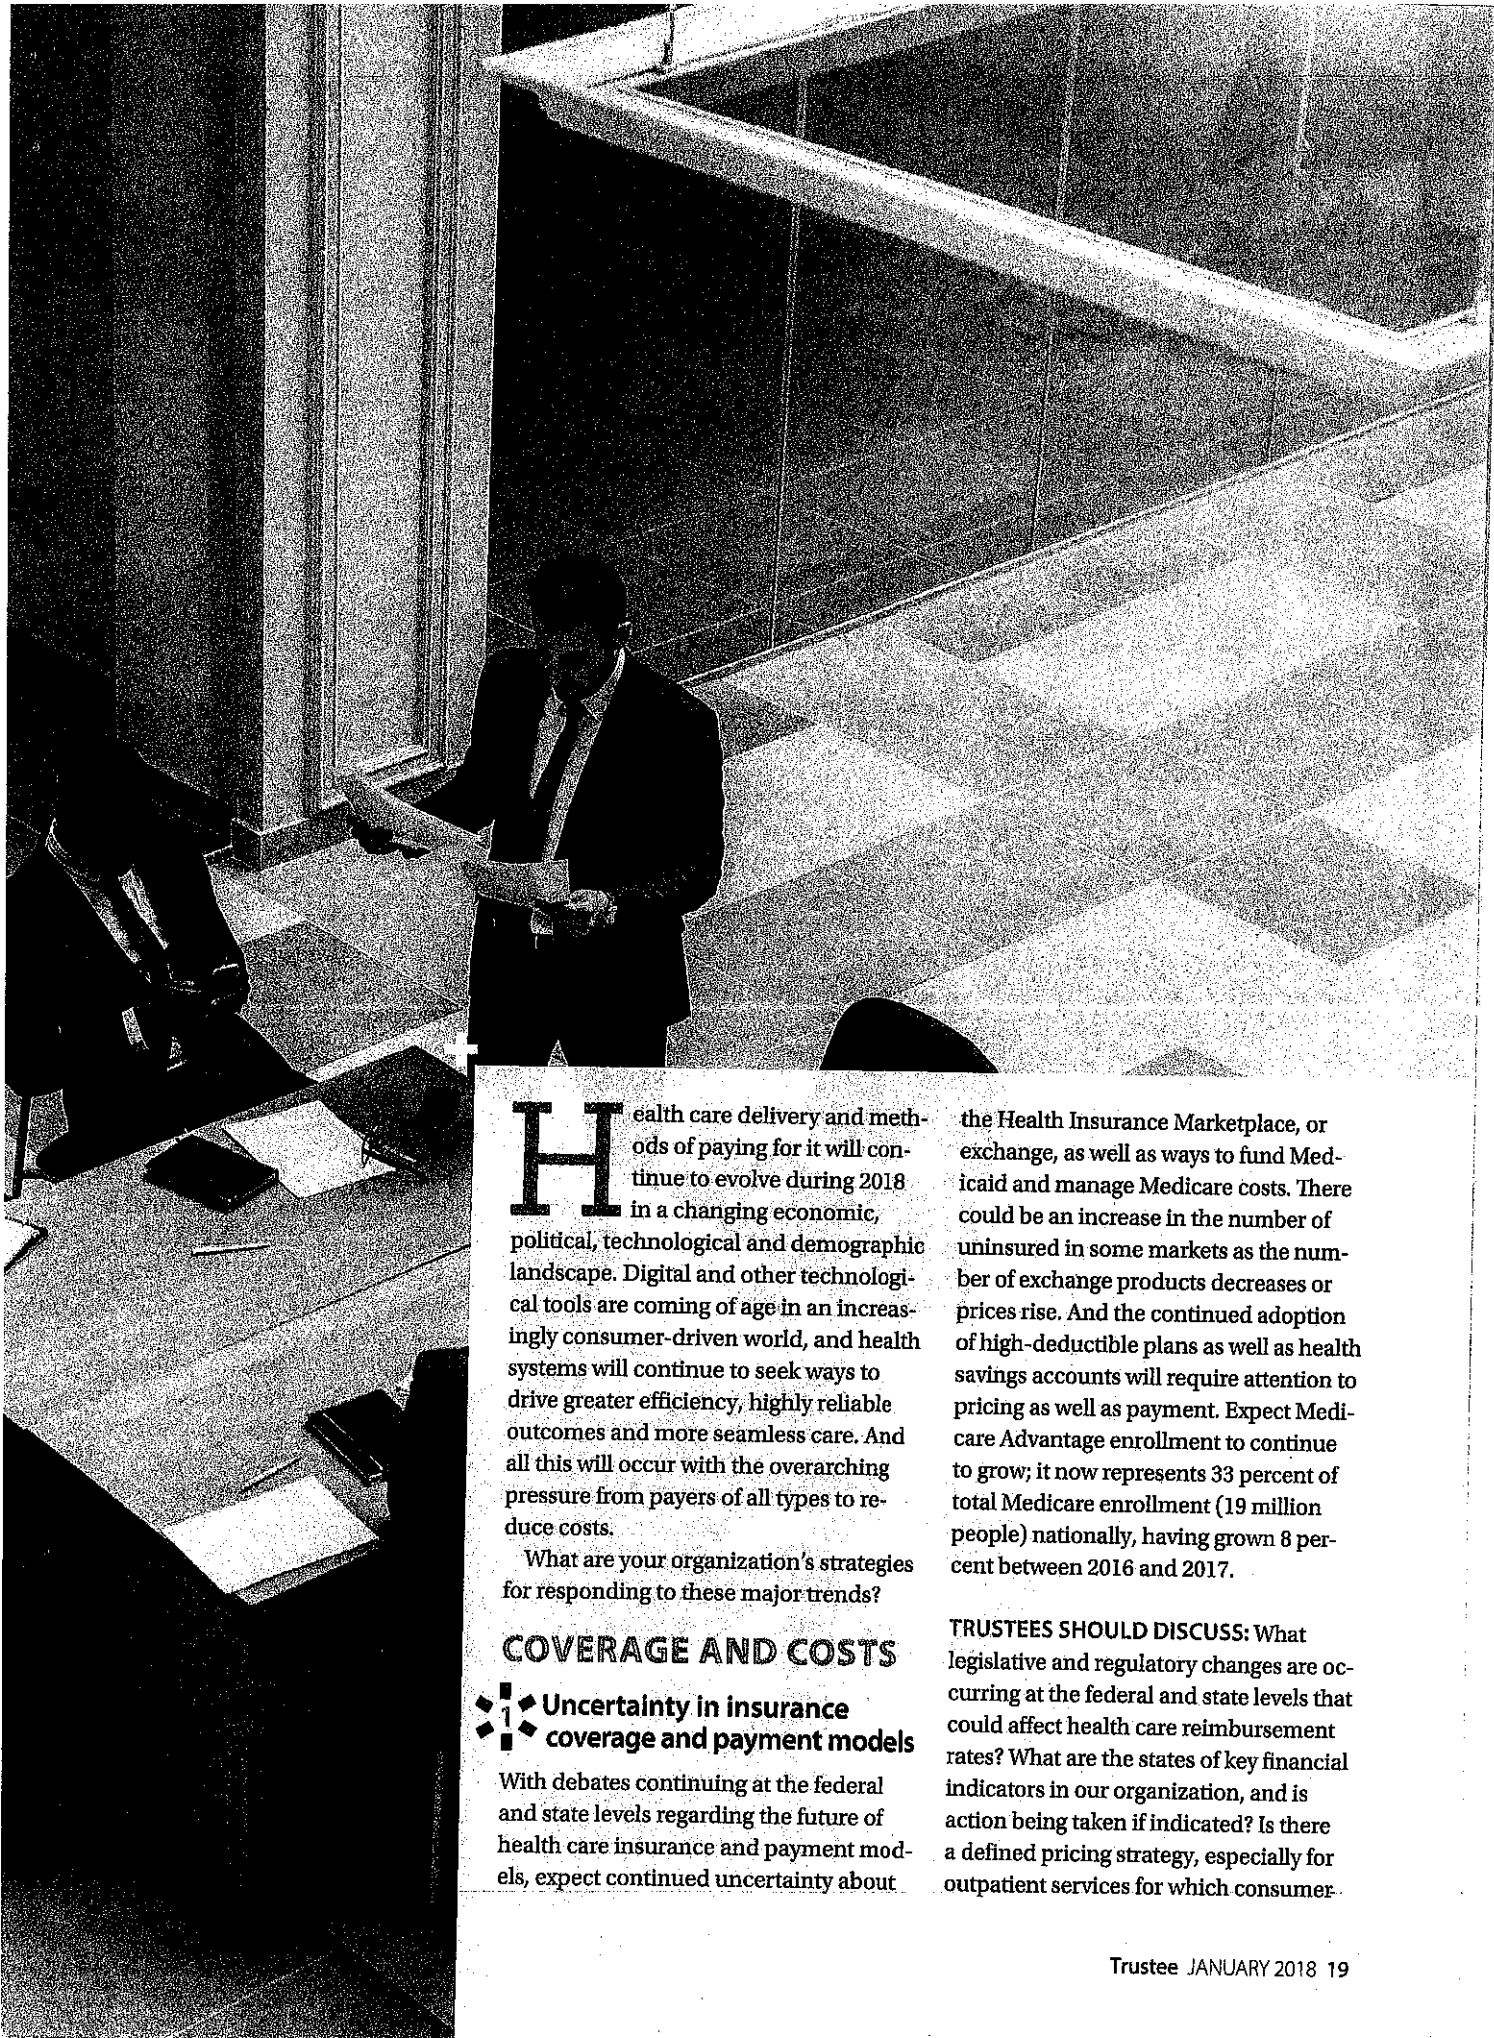 Health care delivery and meth-
ods of paying for it will con-
tinue to evolve during 2018
in a changing economic,
political, technological and demographic
landscape. Digital and other technologi-
cal tools are coming of age in an increas-
ingly consumer-driven world, and health
systems will continue to seek ways to
drive greater efficiency, highly reliable
outcomes and more seamless care. And
all this will occur with the overarching
pressure from payers of all types to re-
duce costs.
What are your organization's strategies
for responding to these major trends?
COVERAGE AND COSTS
1 Uncertainty in insurance
coverage and payment models
With debates continuing at the federal
and state levels regarding the future of
health care insurance and payment mod-
els, expect continued uncertainty about
the Health Insurance Marketplace, or
exchange, as well as ways to fund Med-
icaid and manage Medicare costs. There
could be an increase in the number of
uninsured in some markets as the num-
ber of exchange products decreases or
prices rise. And the continued adoption
of high-deductible plans as well as health
savings accounts will require attention to
pricing as well as payment. Expect Medi-
care Advantage enrollment to continue
to grow; it now represents 33 percent of
total Medicare enrollment (19 million
people) nationally, having grown 8 per-
cent between 2016 and 2017.
TRUSTEES SHOULD DISCUSS: What
legislative and regulatory changes are oc-
curring at the federal and state levels that
could affect health care reimbursement
rates? What are the states of key financial
indicators in our organization, and is
action being taken if indicated? Is there
a defined pricing strategy, especially for
outpatient services for which consumer
Trustee JANUARY 2018 19